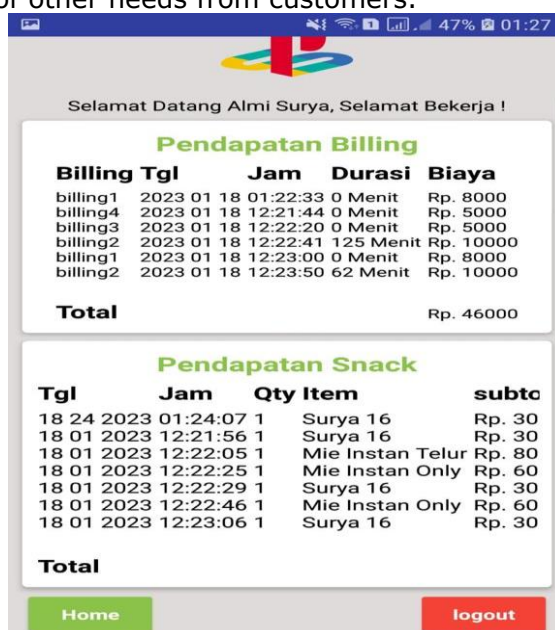 or other needs from customers.
1 47% 01:27
Selamat Datang Almi Surya, Selamat Bekerja !
Pendapatan Billing
Billing Tgl Jam Durasi Biaya
billing1 2023 01 18 01:22:33 0 Menit Rp. 8000
billing4 2023 01 18 12:21:44 0 Menit Rp. 5000
billing3 2023 01 18 12:22:20 0 Menit Rp. 5000
billing2 2023 01 18 12:22:41 125 Menit Rp. 10000
billing1 2023 01 18 12:23:00 0 Menit Rp. 8000
billing2 2023 01 18 12:23:50 62 Menit Rp. 10000
Total Rp. 46000
Pendapatan Snack
Tgl Jam Qty Item subto
18 24 2023 01:24:07 1 Surya 16 Rp. 30
18 01 2023 12:21:56 1 Surya 16 Rp. 30
18 01 2023 12:22:05 1 Mie Instan Telur Rp. 80
18 01 2023 12:22:25 1 Mie Instan Only Rp. 60
18 01 2023 12:22:29 1 Surya 16 Rp. 30
18 01 2023 12:22:46 1 Mie Instan Only Rp. 60
18 01 2023 12:23:06 1 Surya 16 Rp. 30
Total
Home logout